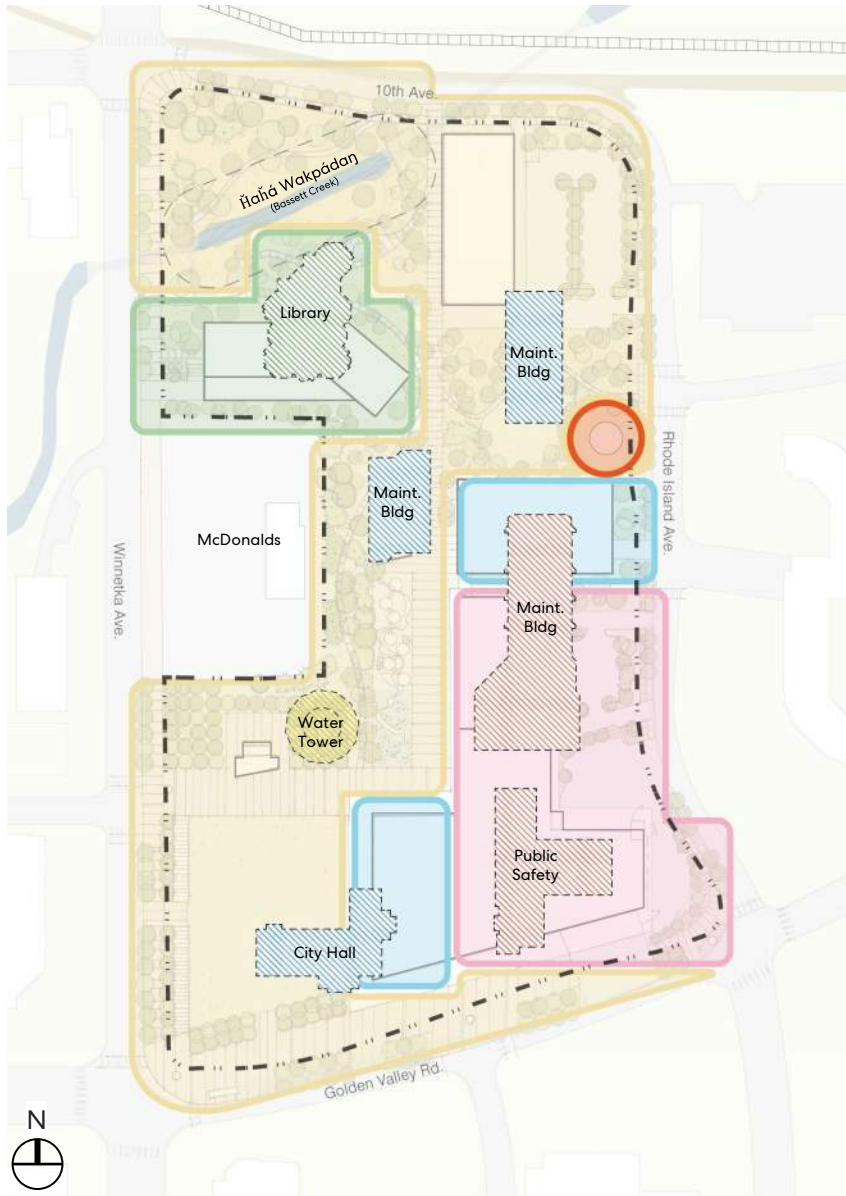 10th Ave.
Ȟaȟá Wakpádaŋ
(Bassett Creek)
Library
Maint.
Bldg
Maint.
Bldg
Rhode Island Ave.
McDonalds
Winnetka Ave.
Maint.
Bldg
Water
Tower
Public
Safety
City Hall
Golden Valley Rd.
N